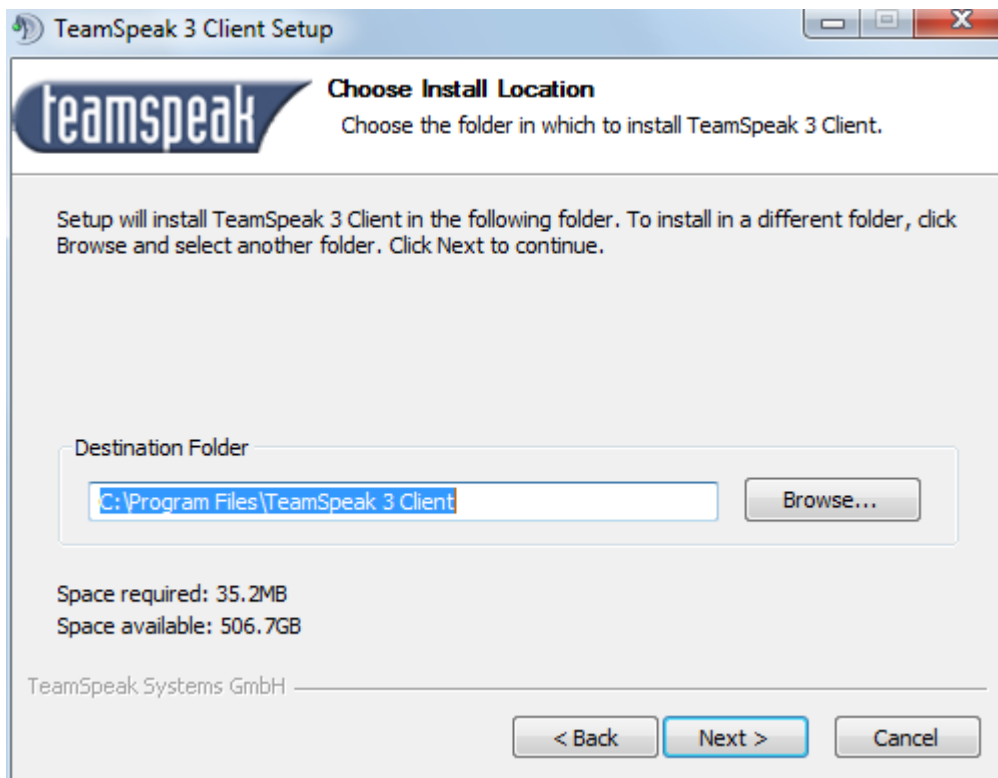 TeamSpeak 3 Client Setup
teamspeak
Choose Install Location
Choose the folder in which to install TeamSpeak 3 Client.
Setup will install TeamSpeak 3 Client in the following folder. To install in a different folder, click
Browse and select another folder. Click Next to continue.
Destination Folder
C:\Program Files\TeamSpeak 3 Client
Browse...
Space required: 35.2MB
Space available: 506.7GB
TeamSpeak Systems GmbH
< Back
Next >
Cancel